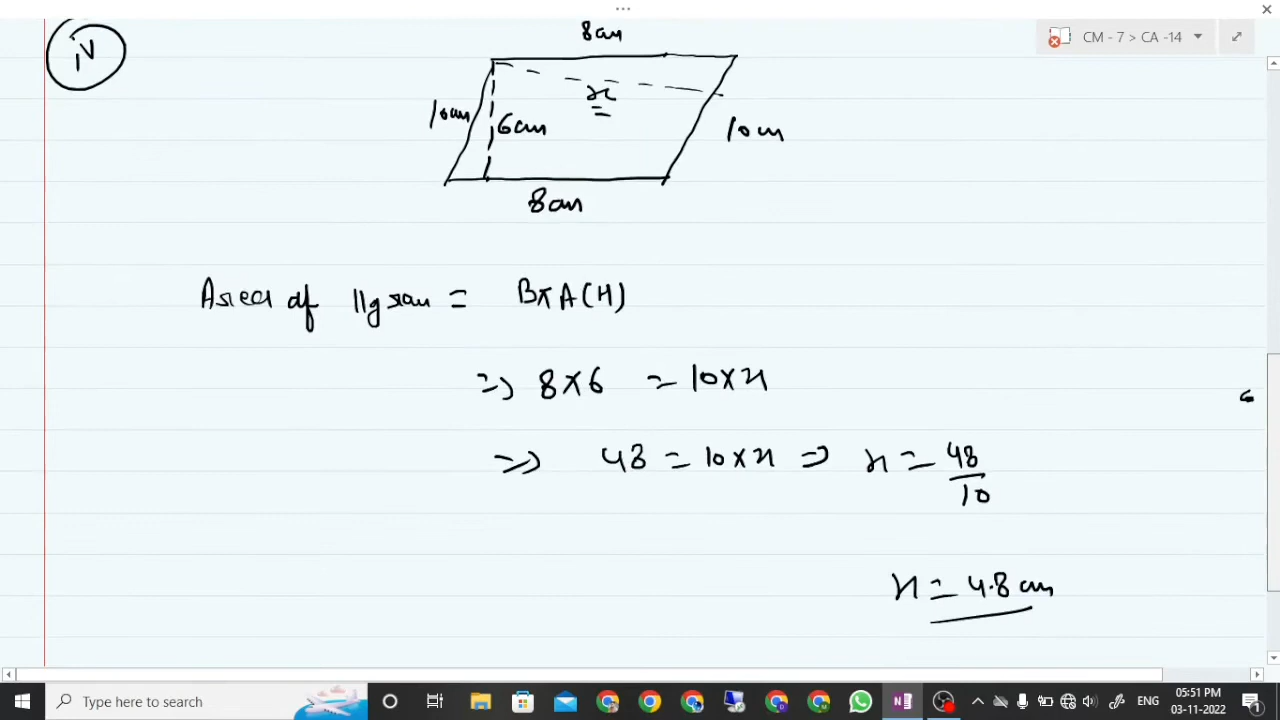 ...
CM - 7 > CA -14
iv
8cm
10cm
6cm
x
10cm
8cm
Area of ||gram = B×A(H)
=> 8×6 = 10×x
=> 48 = 10×x => x = 48/10
x = 4.8 cm
Type here to search
ENG
05:51 PM
03-11-2022
1